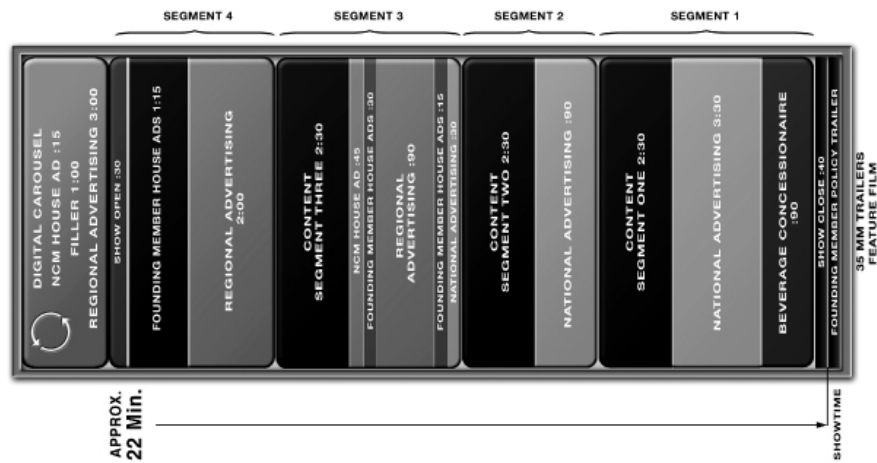 SEGMENT 4
SEGMENT 3
SEGMENT 2
SEGMENT 1
DIGITAL CAROUSEL
NCM HOUSE AD :15
FILLER 1:00
REGIONAL ADVERTISING 3:00
SHOW OPEN :30
FOUNDING MEMBER HOUSE ADS 1:15
REGIONAL ADVERTISING
2:00
CONTENT
SEGMENT THREE 2:30
NCM HOUSE AD :45
FOUNDING MEMBER HOUSE ADS :30
REGIONAL
ADVERTISING :90
FOUNDING MEMBER HOUSE ADS :15
NATIONAL ADVERTISING :30
CONTENT
SEGMENT TWO 2:30
NATIONAL ADVERTISING :90
CONTENT
SEGMENT ONE 2:30
NATIONAL ADVERTISING 3:30
BEVERAGE CONCESSIONAIRE
:90
SHOW CLOSE :40
FOUNDING MEMBER POLICY TRAILER
35 MM TRAILERS
FEATURE FILM
APPROX.
22 Min.
SHOWTIME